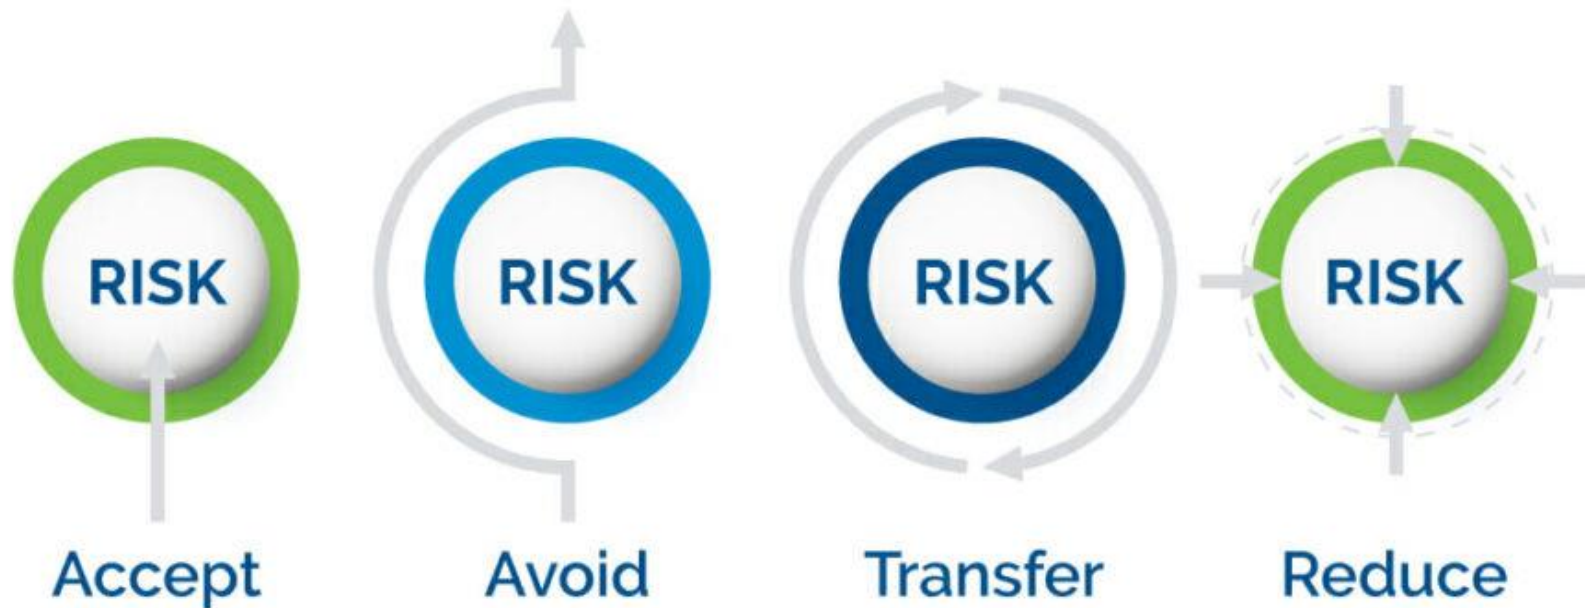 RISK
RISK
RISK
RISK
Accept
Avoid
Transfer
Reduce